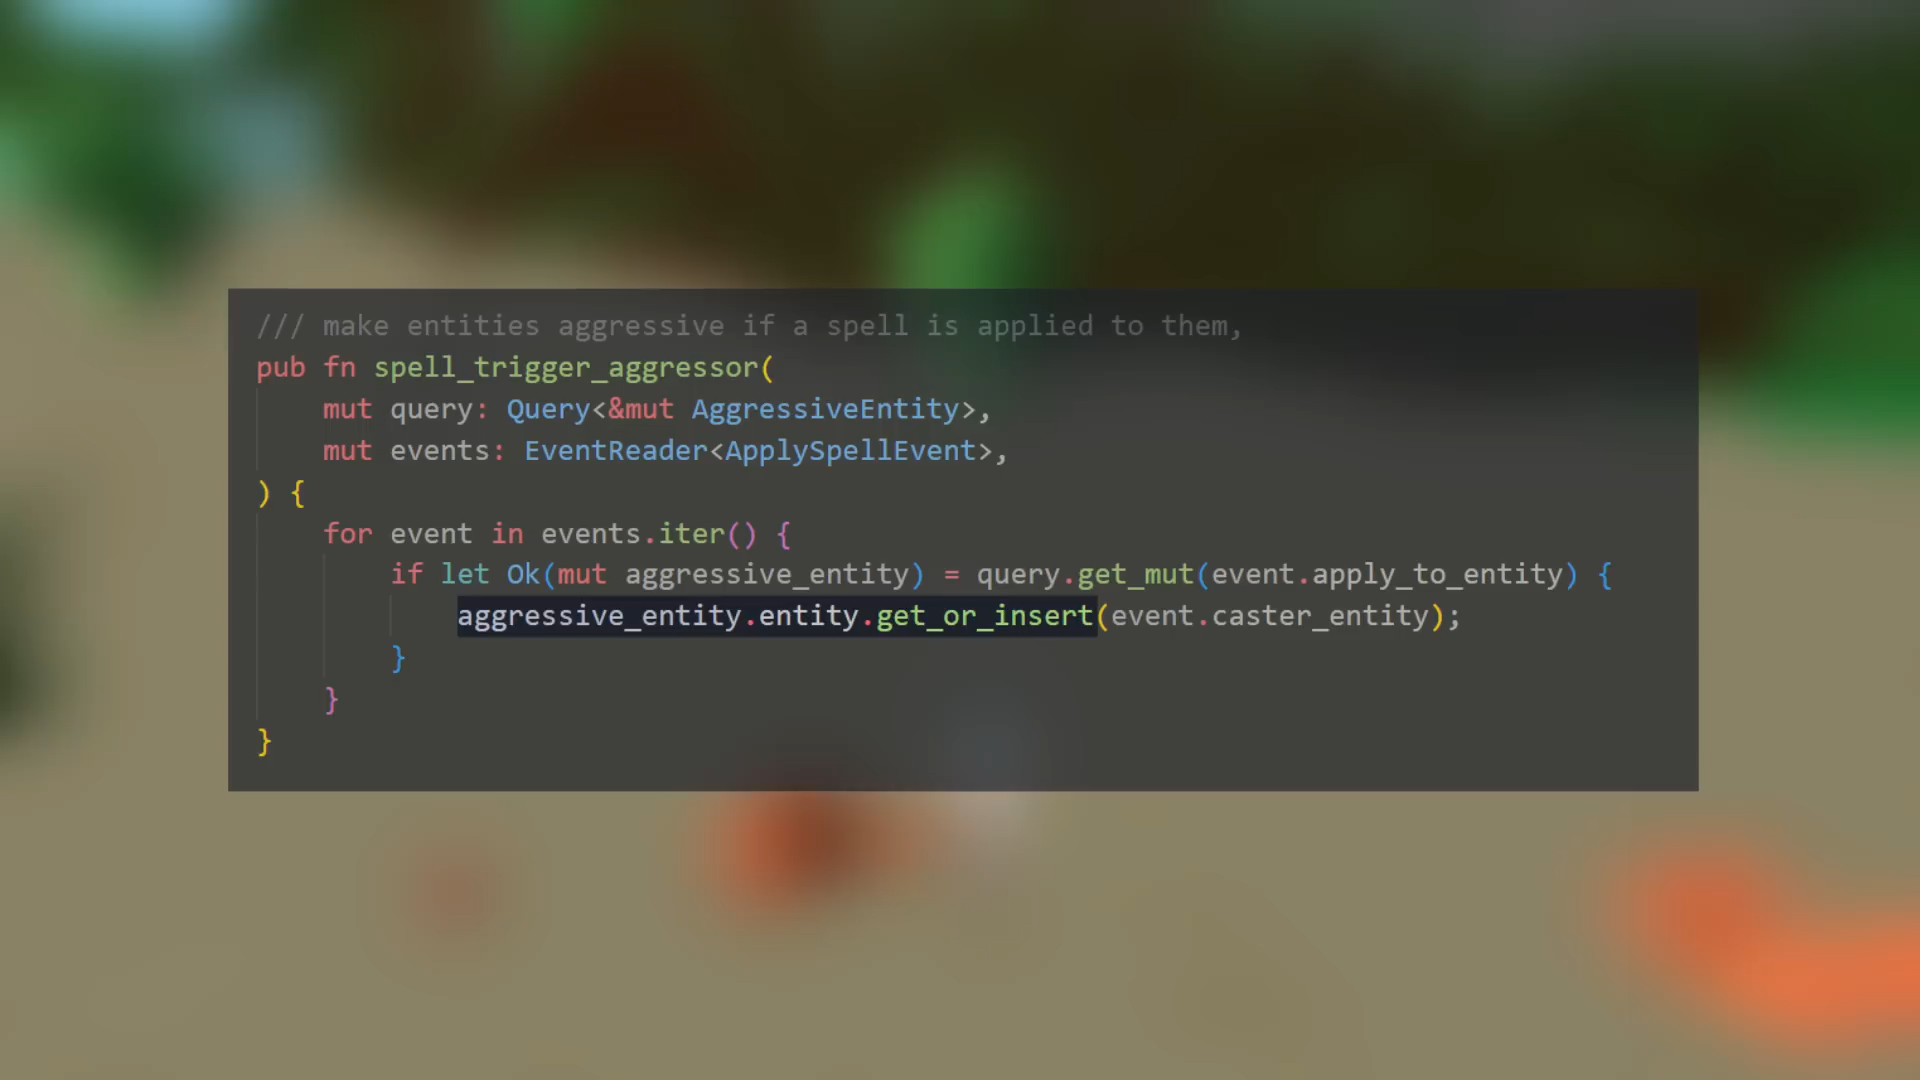 /// make entities aggressive if a spell is applied to them,
pub fn spell_trigger_aggressor(
    mut query: Query<&mut AggressiveEntity>,
    mut events: EventReader<ApplySpellEvent>,
) {
    for event in events.iter() {
        if let Ok(mut aggressive_entity) = query.get_mut(event.apply_to_entity) {
            aggressive_entity.entity.get_or_insert(event.caster_entity);
        }
    }
}